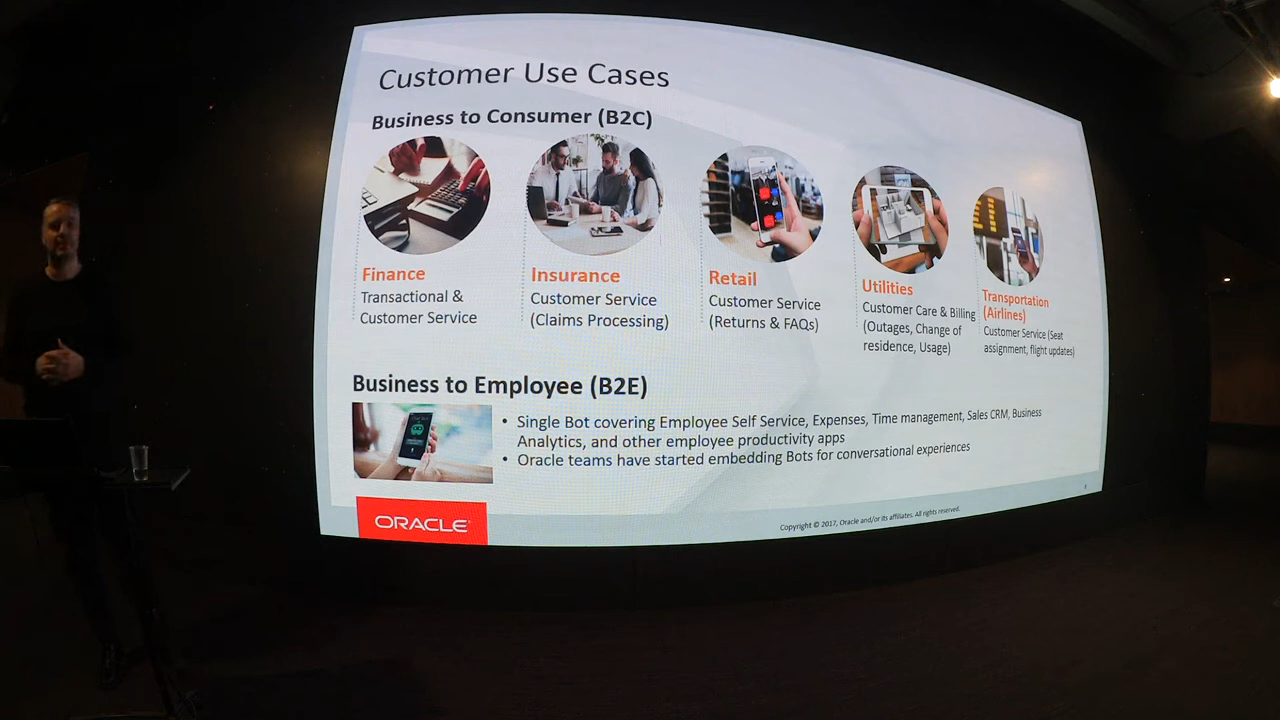 Customer Use Cases
Business to Consumer (B2C)
Finance
Transactional &
Customer Service
Insurance
Customer Service
(Claims Processing)
Retail
Customer Service
(Returns & FAQs)
Utilities
Customer Care & Billing
(Outages, Change of
residence, Usage)
Transportation
(Airlines)
Customer Service (Seat
assignment, flight updates)
Business to Employee (B2E)
• Single Bot covering Employee Self Service, Expenses, Time management, Sales CRM, Business
Analytics, and other employee productivity apps
• Oracle teams have started embedding Bots for conversational experiences
ORACLE
Copyright © 2017, Oracle and/or its affiliates. All rights reserved.